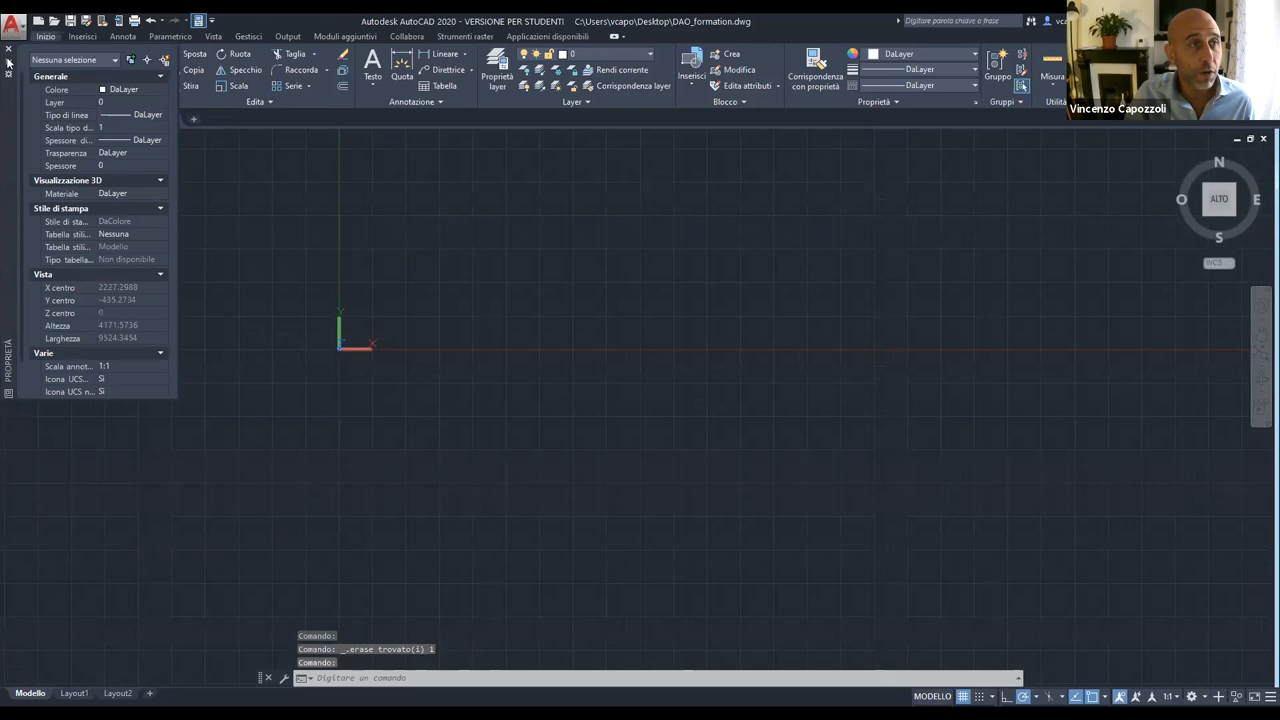 Autodesk AutoCAD 2020 - VERSIONE PER STUDENTI C:\Users\vcapo\Desktop\DAO_formation.dwg
Digitare parola chiave o frase
Inizio Inserisci Annota Parametrico Vista Gestisci Output Moduli aggiuntivi Collabora Strumenti raster Applicazioni disponibili
Sposta Ruota Taglia
Copia Specchio Raccorda
Stira Scala Serie
Edita
Testo Quota
Lineare
Direttrice
Tabella
Annotazione
Proprietà
layer
0
Rendi corrente
Corrispondenza layer
Layer
Inserisci
Crea
Modifica
Edita attributi
Blocco
Corrispondenza
con proprietà
DaLayer
DaLayer
DaLayer
Proprietà
Gruppo
Gruppi
Misura
Vincenzo Capozzoli
Nessuna selezione
Generale
Colore DaLayer
Layer 0
Tipo di linea DaLayer
Scala tipo d... 1
Spessore di... DaLayer
Trasparenza DaLayer
Spessore 0
Visualizzazione 3D
Materiale DaLayer
Stile di stampa
Stile di sta... DaColore
Tabella stili... Nessuna
Tabella stili... Modello
Tipo tabella... Non disponibile
Vista
X centro 2227.2988
Y centro -435.2734
Z centro 0
Altezza 4171.5736
Larghezza 9524.3454
Varie
Scala annot... 1:1
Icona UCS... Sì
Icona UCS n... Sì
PROPRIETÀ
Y
X
N
O ALTO E
S
WCS
Comando:
Comando: _.erase trovato(i) 1
Comando:
Digitare un comando
Modello Layout1 Layout2
MODELLO
1:1